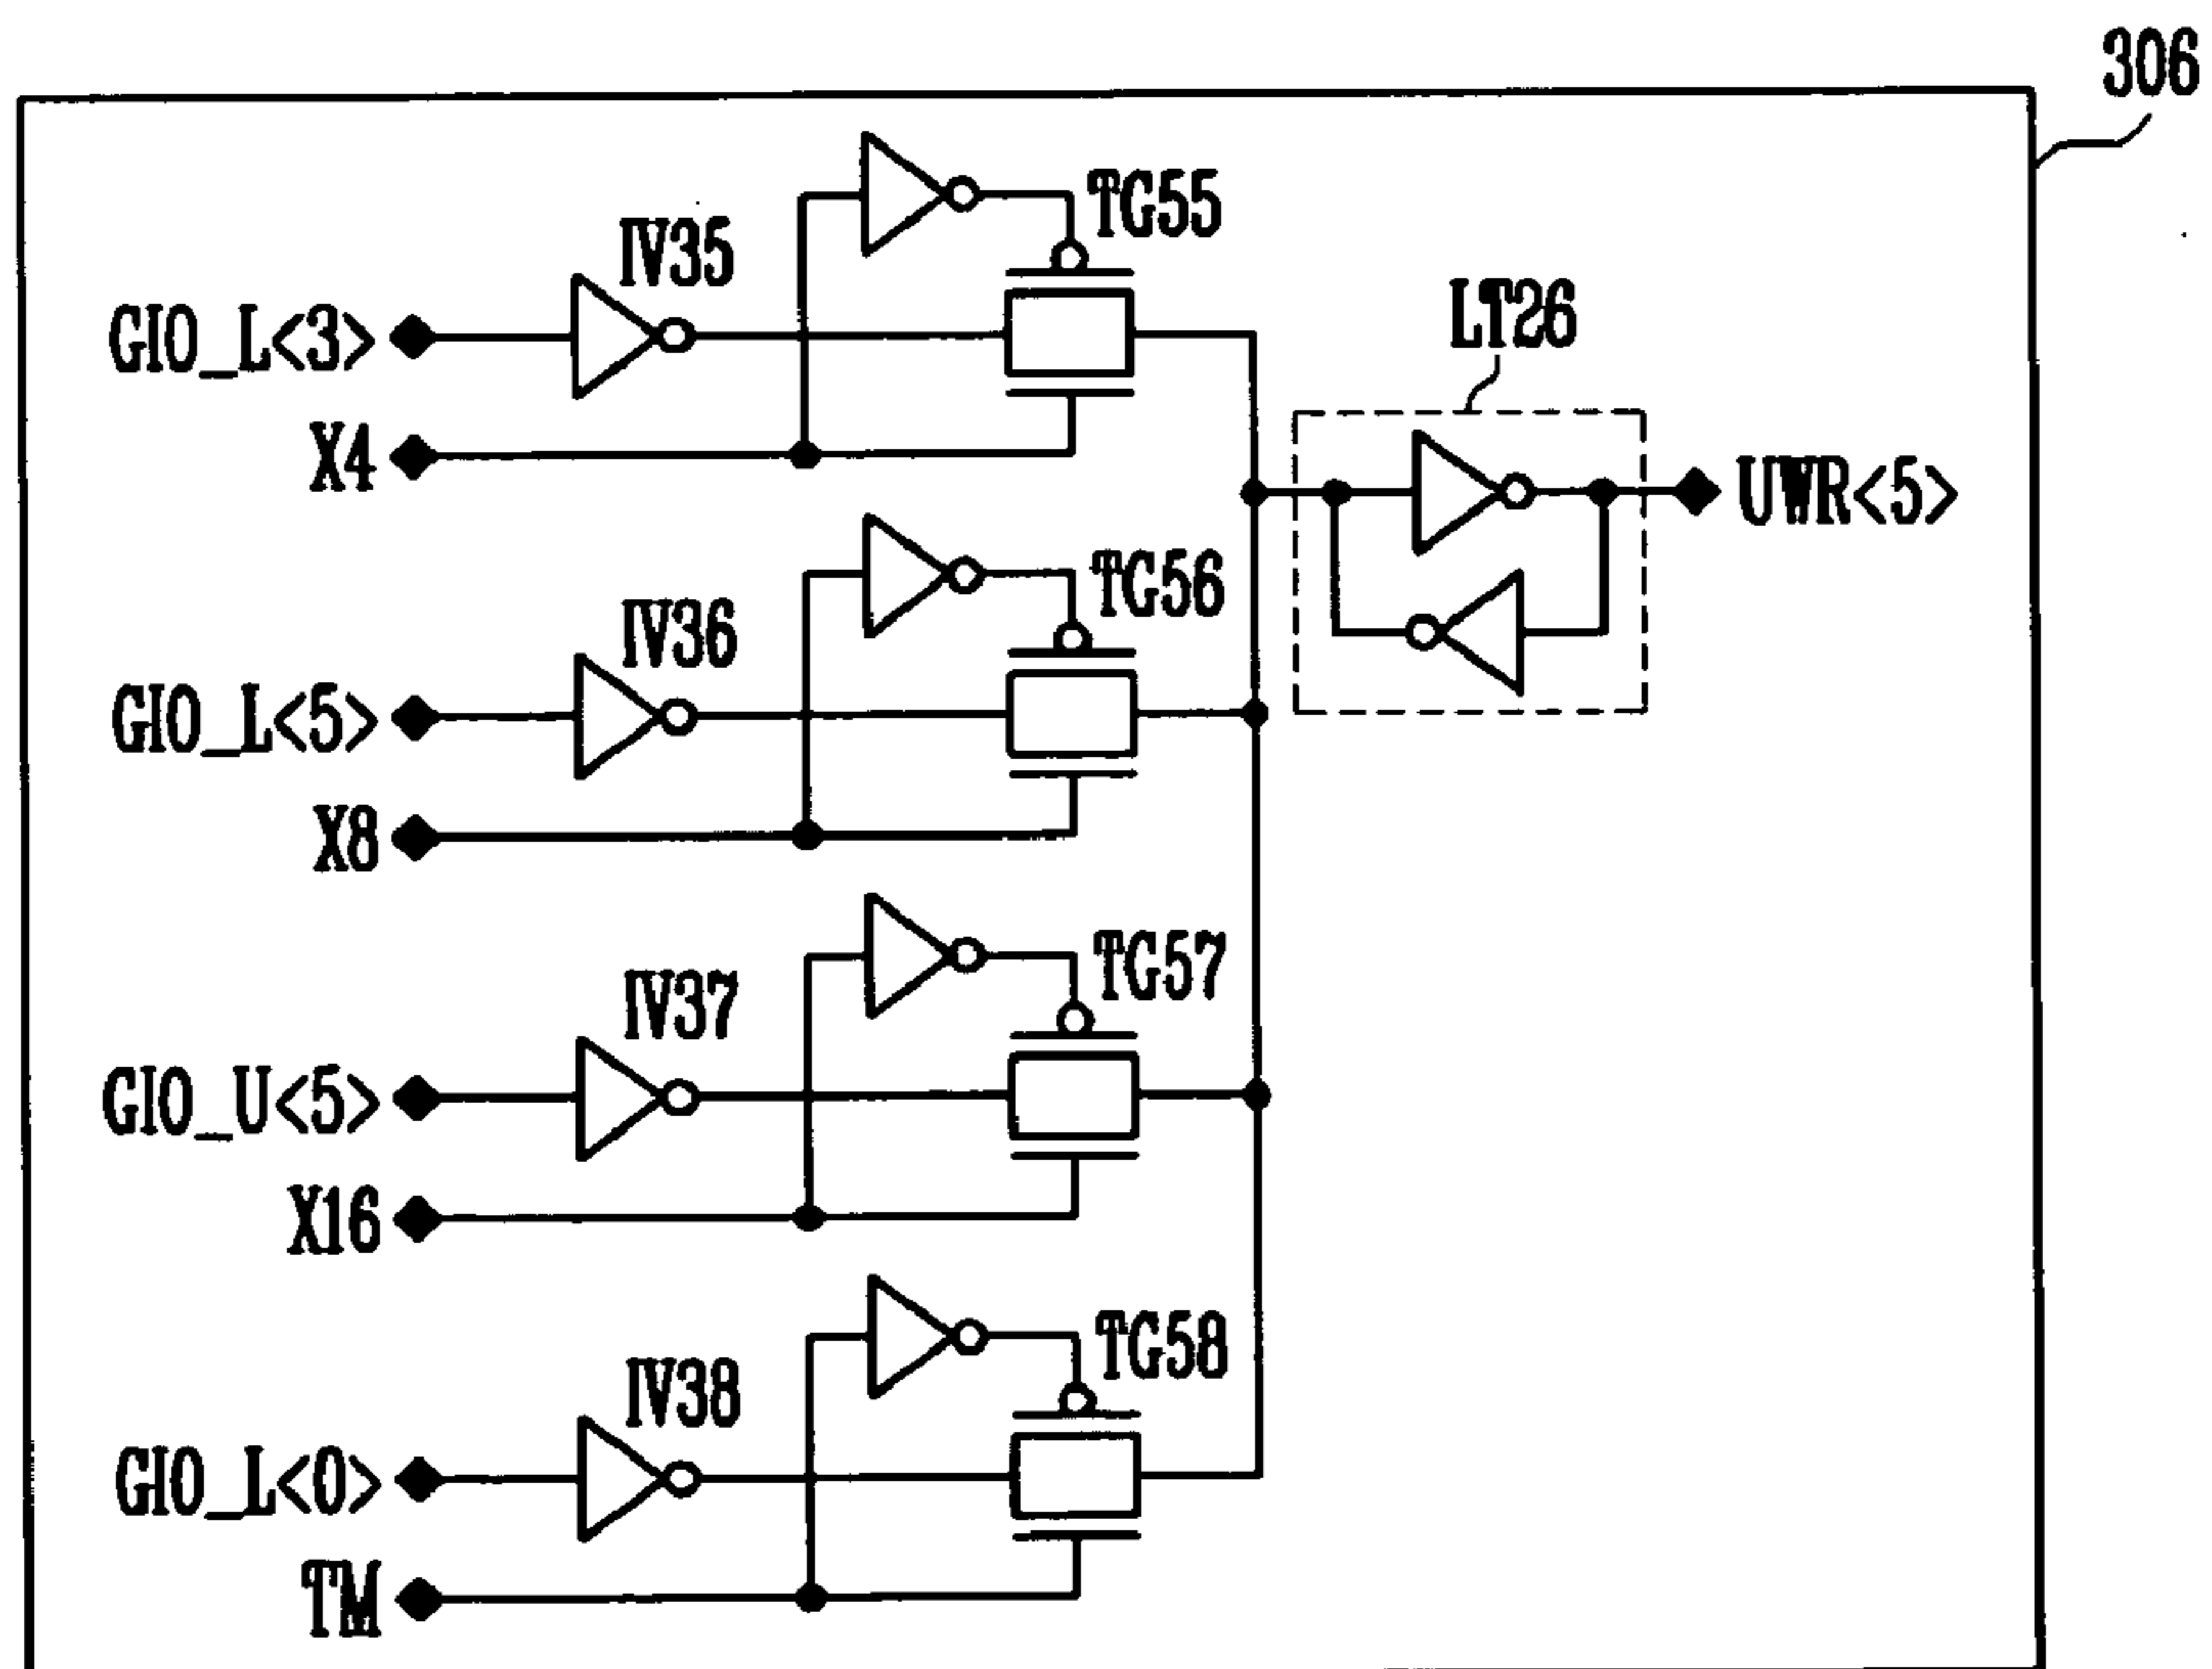 306
TG55
IV35
GIO_L<3>
LT26
X4
UWR<5>
TG56
IV36
GIO_L<5>
X8
TG57
IV37
GIO_U<5>
X16
TG58
IV38
GIO_L<0>
TM